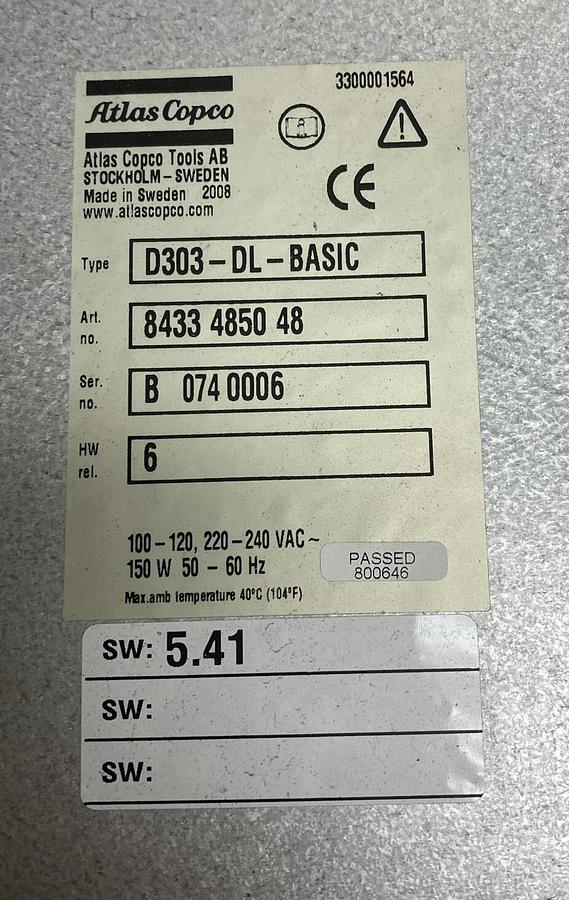 3300001564
Atlas Copco
Atlas Copco Tools AB
STOCKHOLM – SWEDEN
Made in Sweden 2008
www.atlascopco.com
CE
Type D303 – DL – BASIC
Art. no. 8433 4850 48
Ser. no. B 074 0006
HW rel. 6
100 – 120, 220 – 240 VAC ~
150 W 50 – 60 Hz
Max.amb temperature 40°C (104°F)
PASSED
800646
SW: 5.41
SW:
SW: